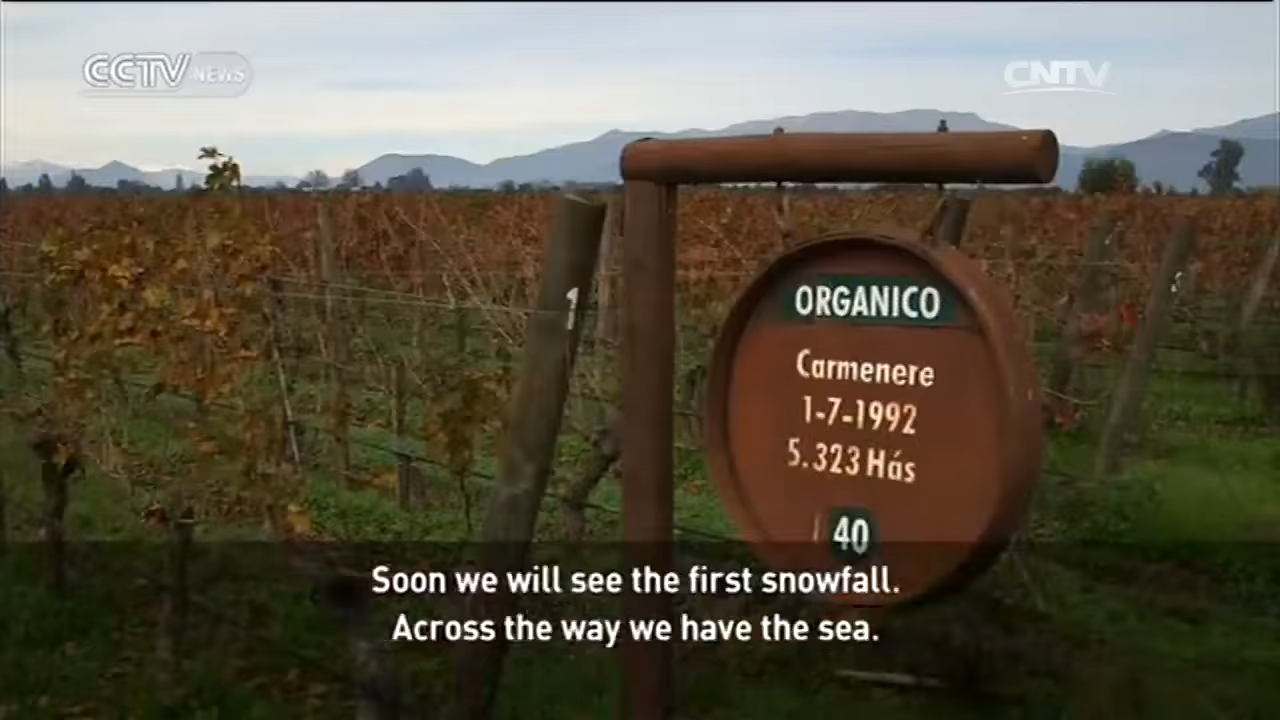 CCTV NEWS
CNTV
1
ORGANICO
Carmenere
1-7-1992
5.323 Hás
40
Soon we will see the first snowfall.
Across the way we have the sea.